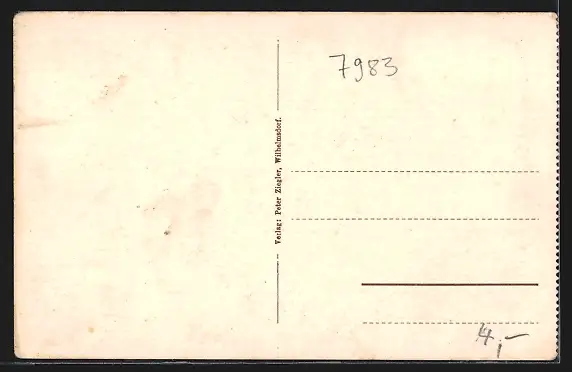 7983
Verlag: Peter Ziegler, Wilhelmsdorf.
4,-